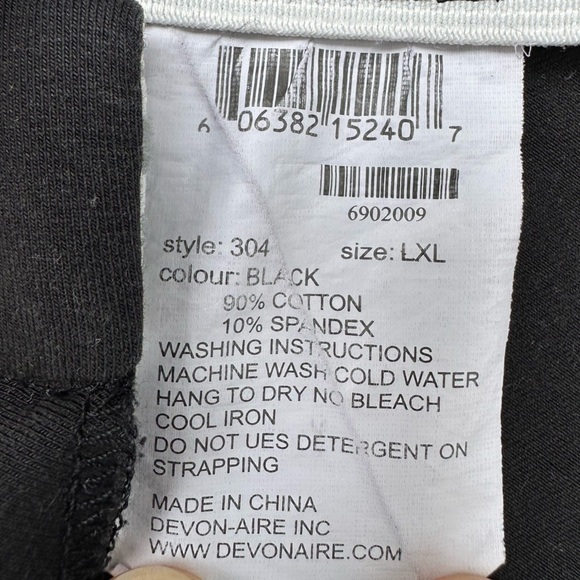 6 06382 15240 7
6902009
style: 304 size: LXL
colour: BLACK
90% COTTON
10% SPANDEX
WASHING INSTRUCTIONS
MACHINE WASH COLD WATER
HANG TO DRY NO BLEACH
COOL IRON
DO NOT UES DETERGENT ON
STRAPPING
MADE IN CHINA
DEVON-AIRE INC
WWW.DEVONAIRE.COM